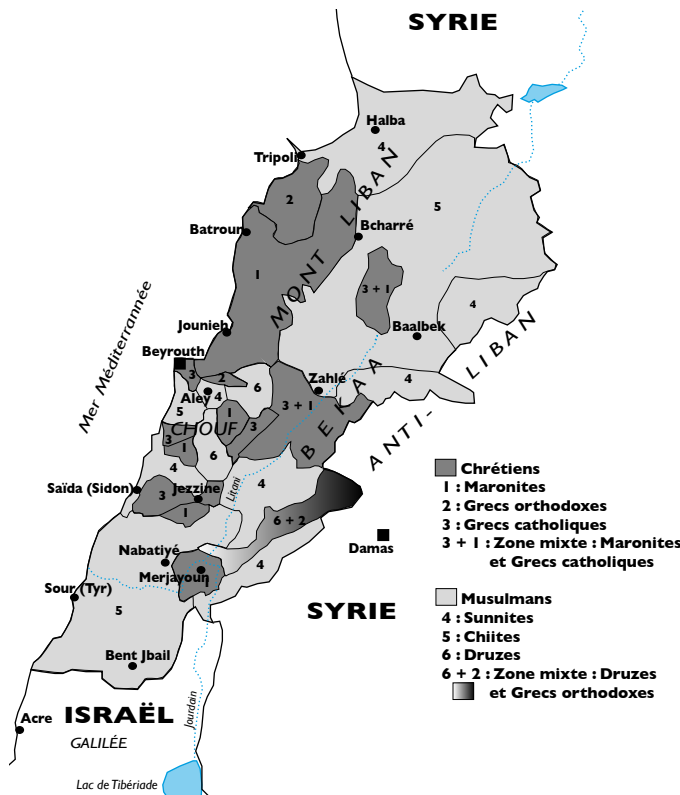 SYRIE
Halba
4
Tripoli
MONT LIBAN
2
5
Batroun
Bcharré
1
3 + 1
4
Mer Méditerrannée
Jounieh
Baalbek
Beyrouth
3
2
6
Zahlé
4
ANTI-LIBAN
Aley
4
5
1
3 + 1
BEKAA
CHOUF
3
3
1
6
4
Saïda (Sidon)
Jezzine
Litani
4
3
1
6 + 2
Damas
Nabatiyé
Merjayoun
1
4
Sour (Tyr)
5
SYRIE
Bent Jbail
Acre
ISRAËL
GALILÉE
Jourdain
Lac de Tibériade
Chrétiens
1 : Maronites
2 : Grecs orthodoxes
3 : Grecs catholiques
3 + 1 : Zone mixte : Maronites
et Grecs catholiques
Musulmans
4 : Sunnites
5 : Chiites
6 : Druzes
6 + 2 : Zone mixte : Druzes
et Grecs orthodoxes